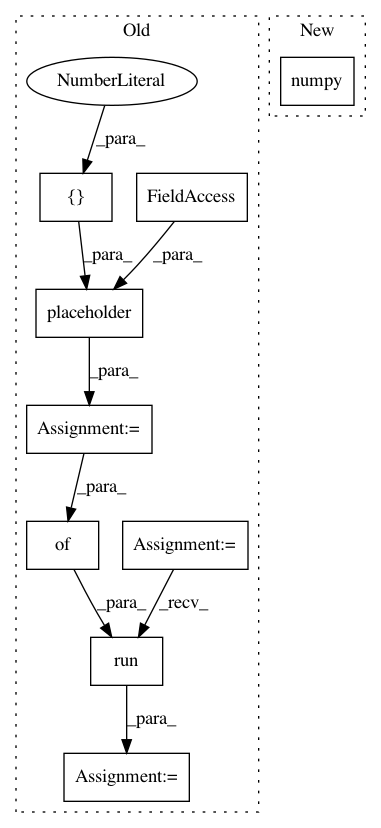 Old
New
NumberLiteral
numpy
_para_
{}
FieldAccess
_para_
_para_
placeholder
_para_
Assignment:=
_para_
of
Assignment:=
_para_
_recv_
run
_para_
Assignment:=